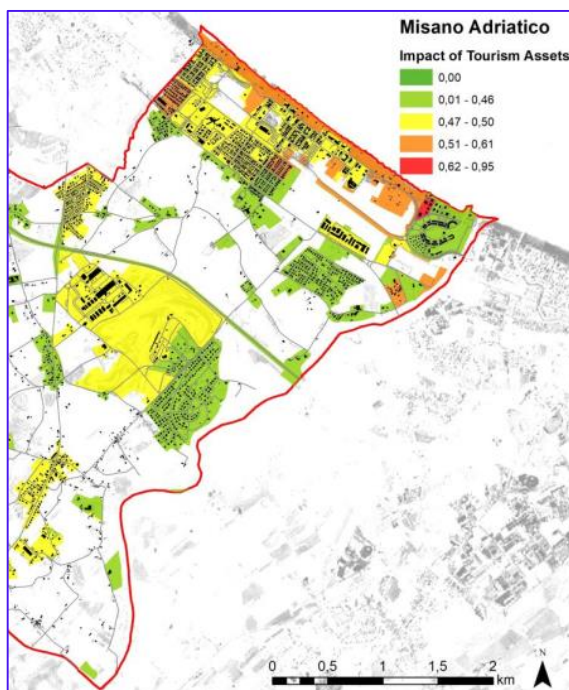 Misano Adriatico
Impact of Tourism Assets
0,00
0,01 - 0,46
0,47 - 0,50
0,51 - 0,61
0,62 - 0,95
N
0 0,5 1 1,5 2
km